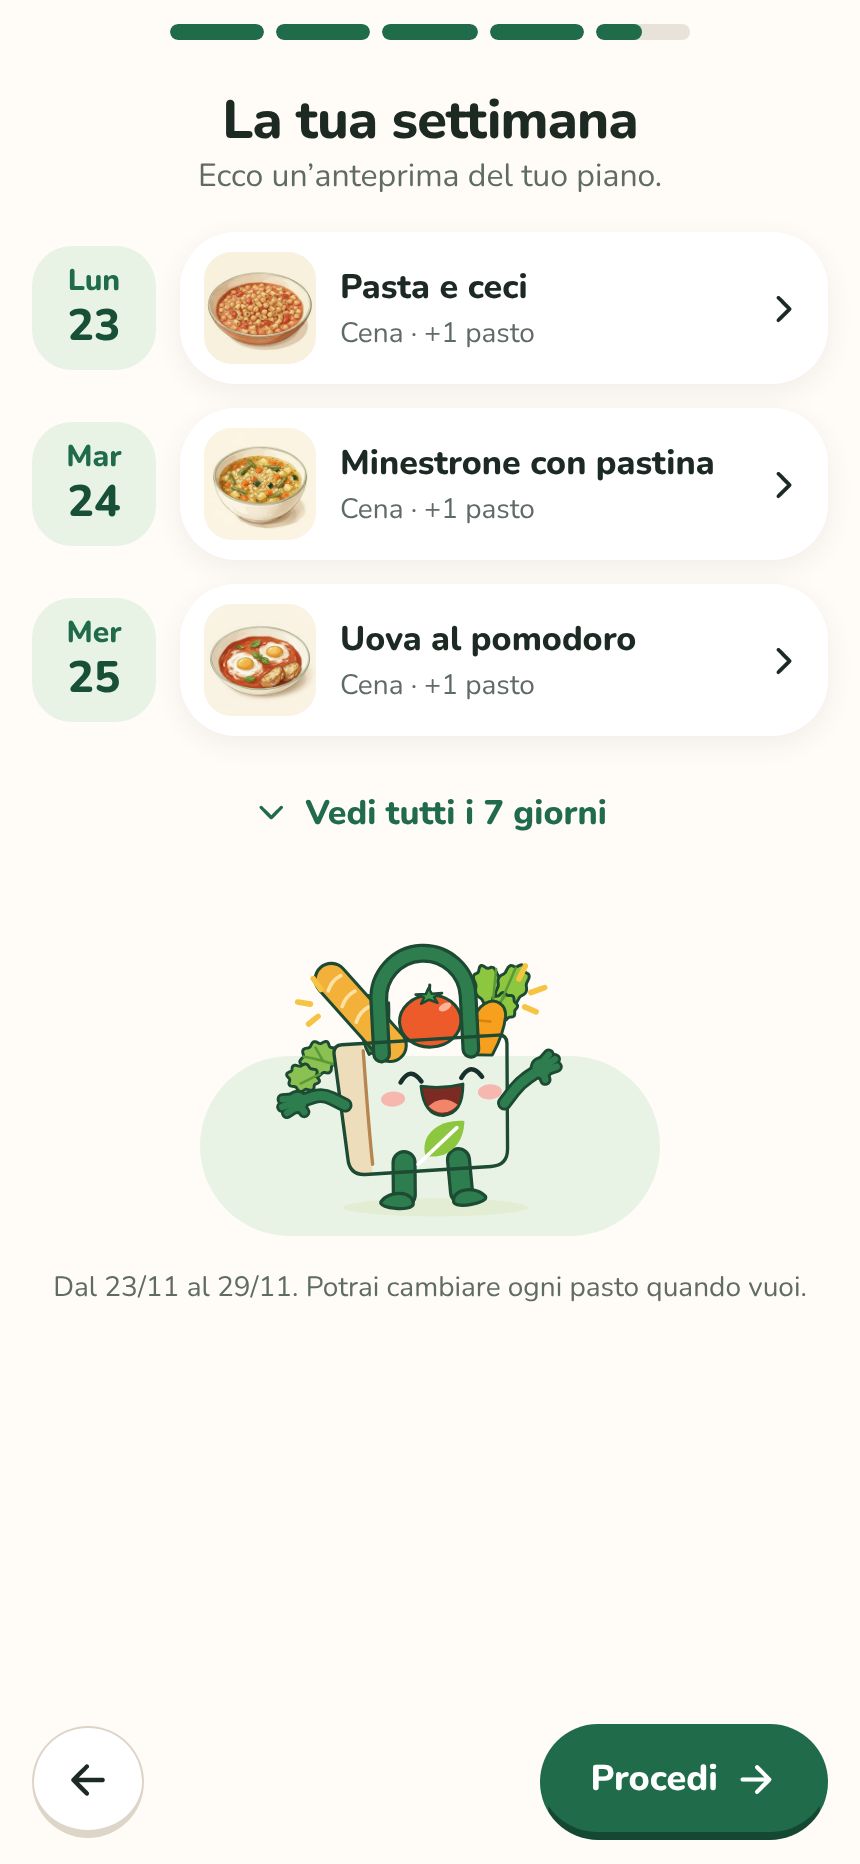 La tua settimana
Ecco un’anteprima del tuo piano.
Lun
23
Pasta e ceci
Cena · +1 pasto
Mar
24
Minestrone con pastina
Cena · +1 pasto
Mer
25
Uova al pomodoro
Cena · +1 pasto
Vedi tutti i 7 giorni
Dal 23/11 al 29/11. Potrai cambiare ogni pasto quando vuoi.
Procedi